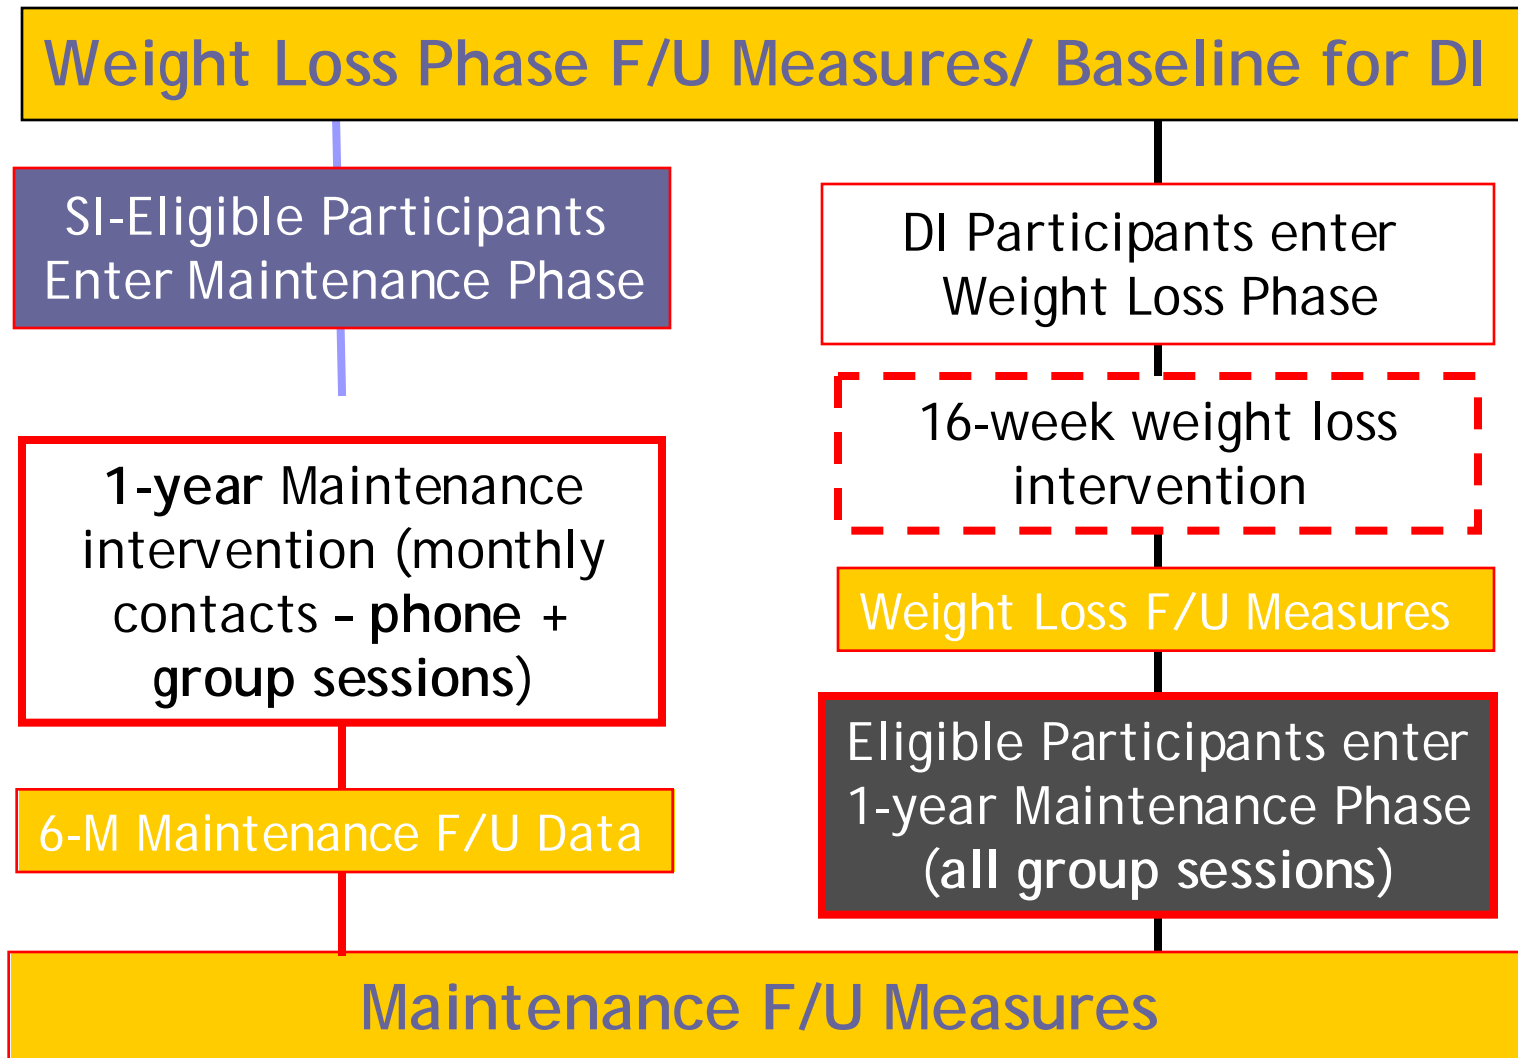 Weight Loss Phase F/U Measures/ Baseline for DI
SI-Eligible Participants
Enter Maintenance Phase
1-year Maintenance
intervention (monthly
contacts – phone +
group sessions)
6-M Maintenance F/U Data
DI Participants enter
Weight Loss Phase
16-week weight loss
intervention
Weight Loss F/U Measures
Eligible Participants enter
1-year Maintenance Phase
(all group sessions)
Maintenance F/U Measures